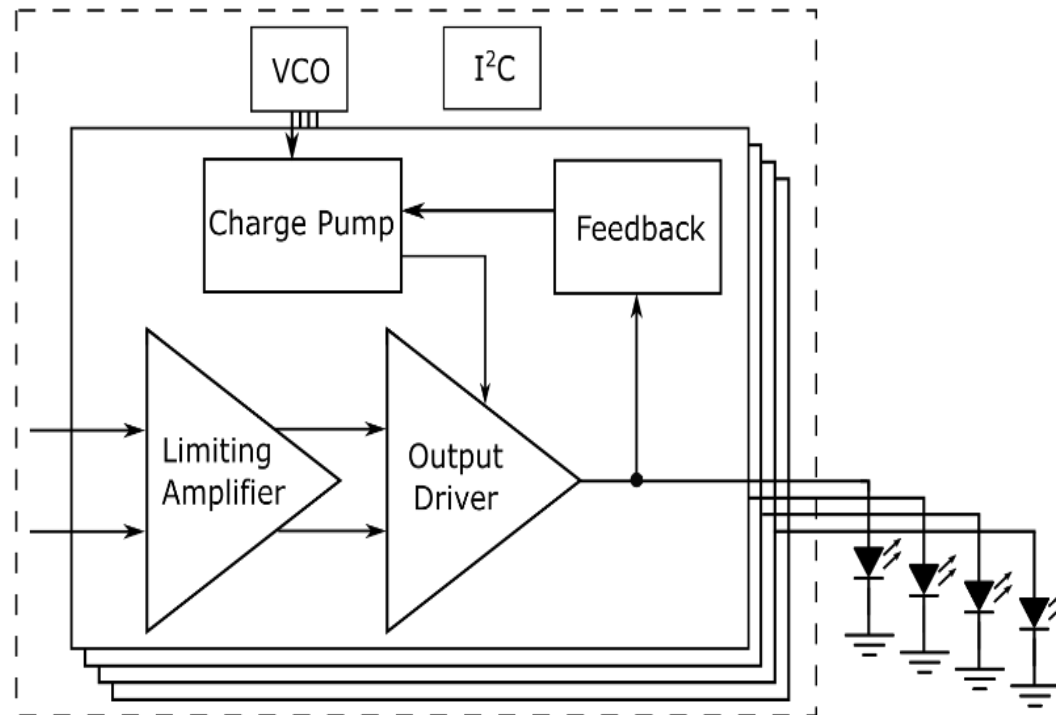 VCO
I²C
Charge Pump
Feedback
Limiting
Amplifier
Output
Driver